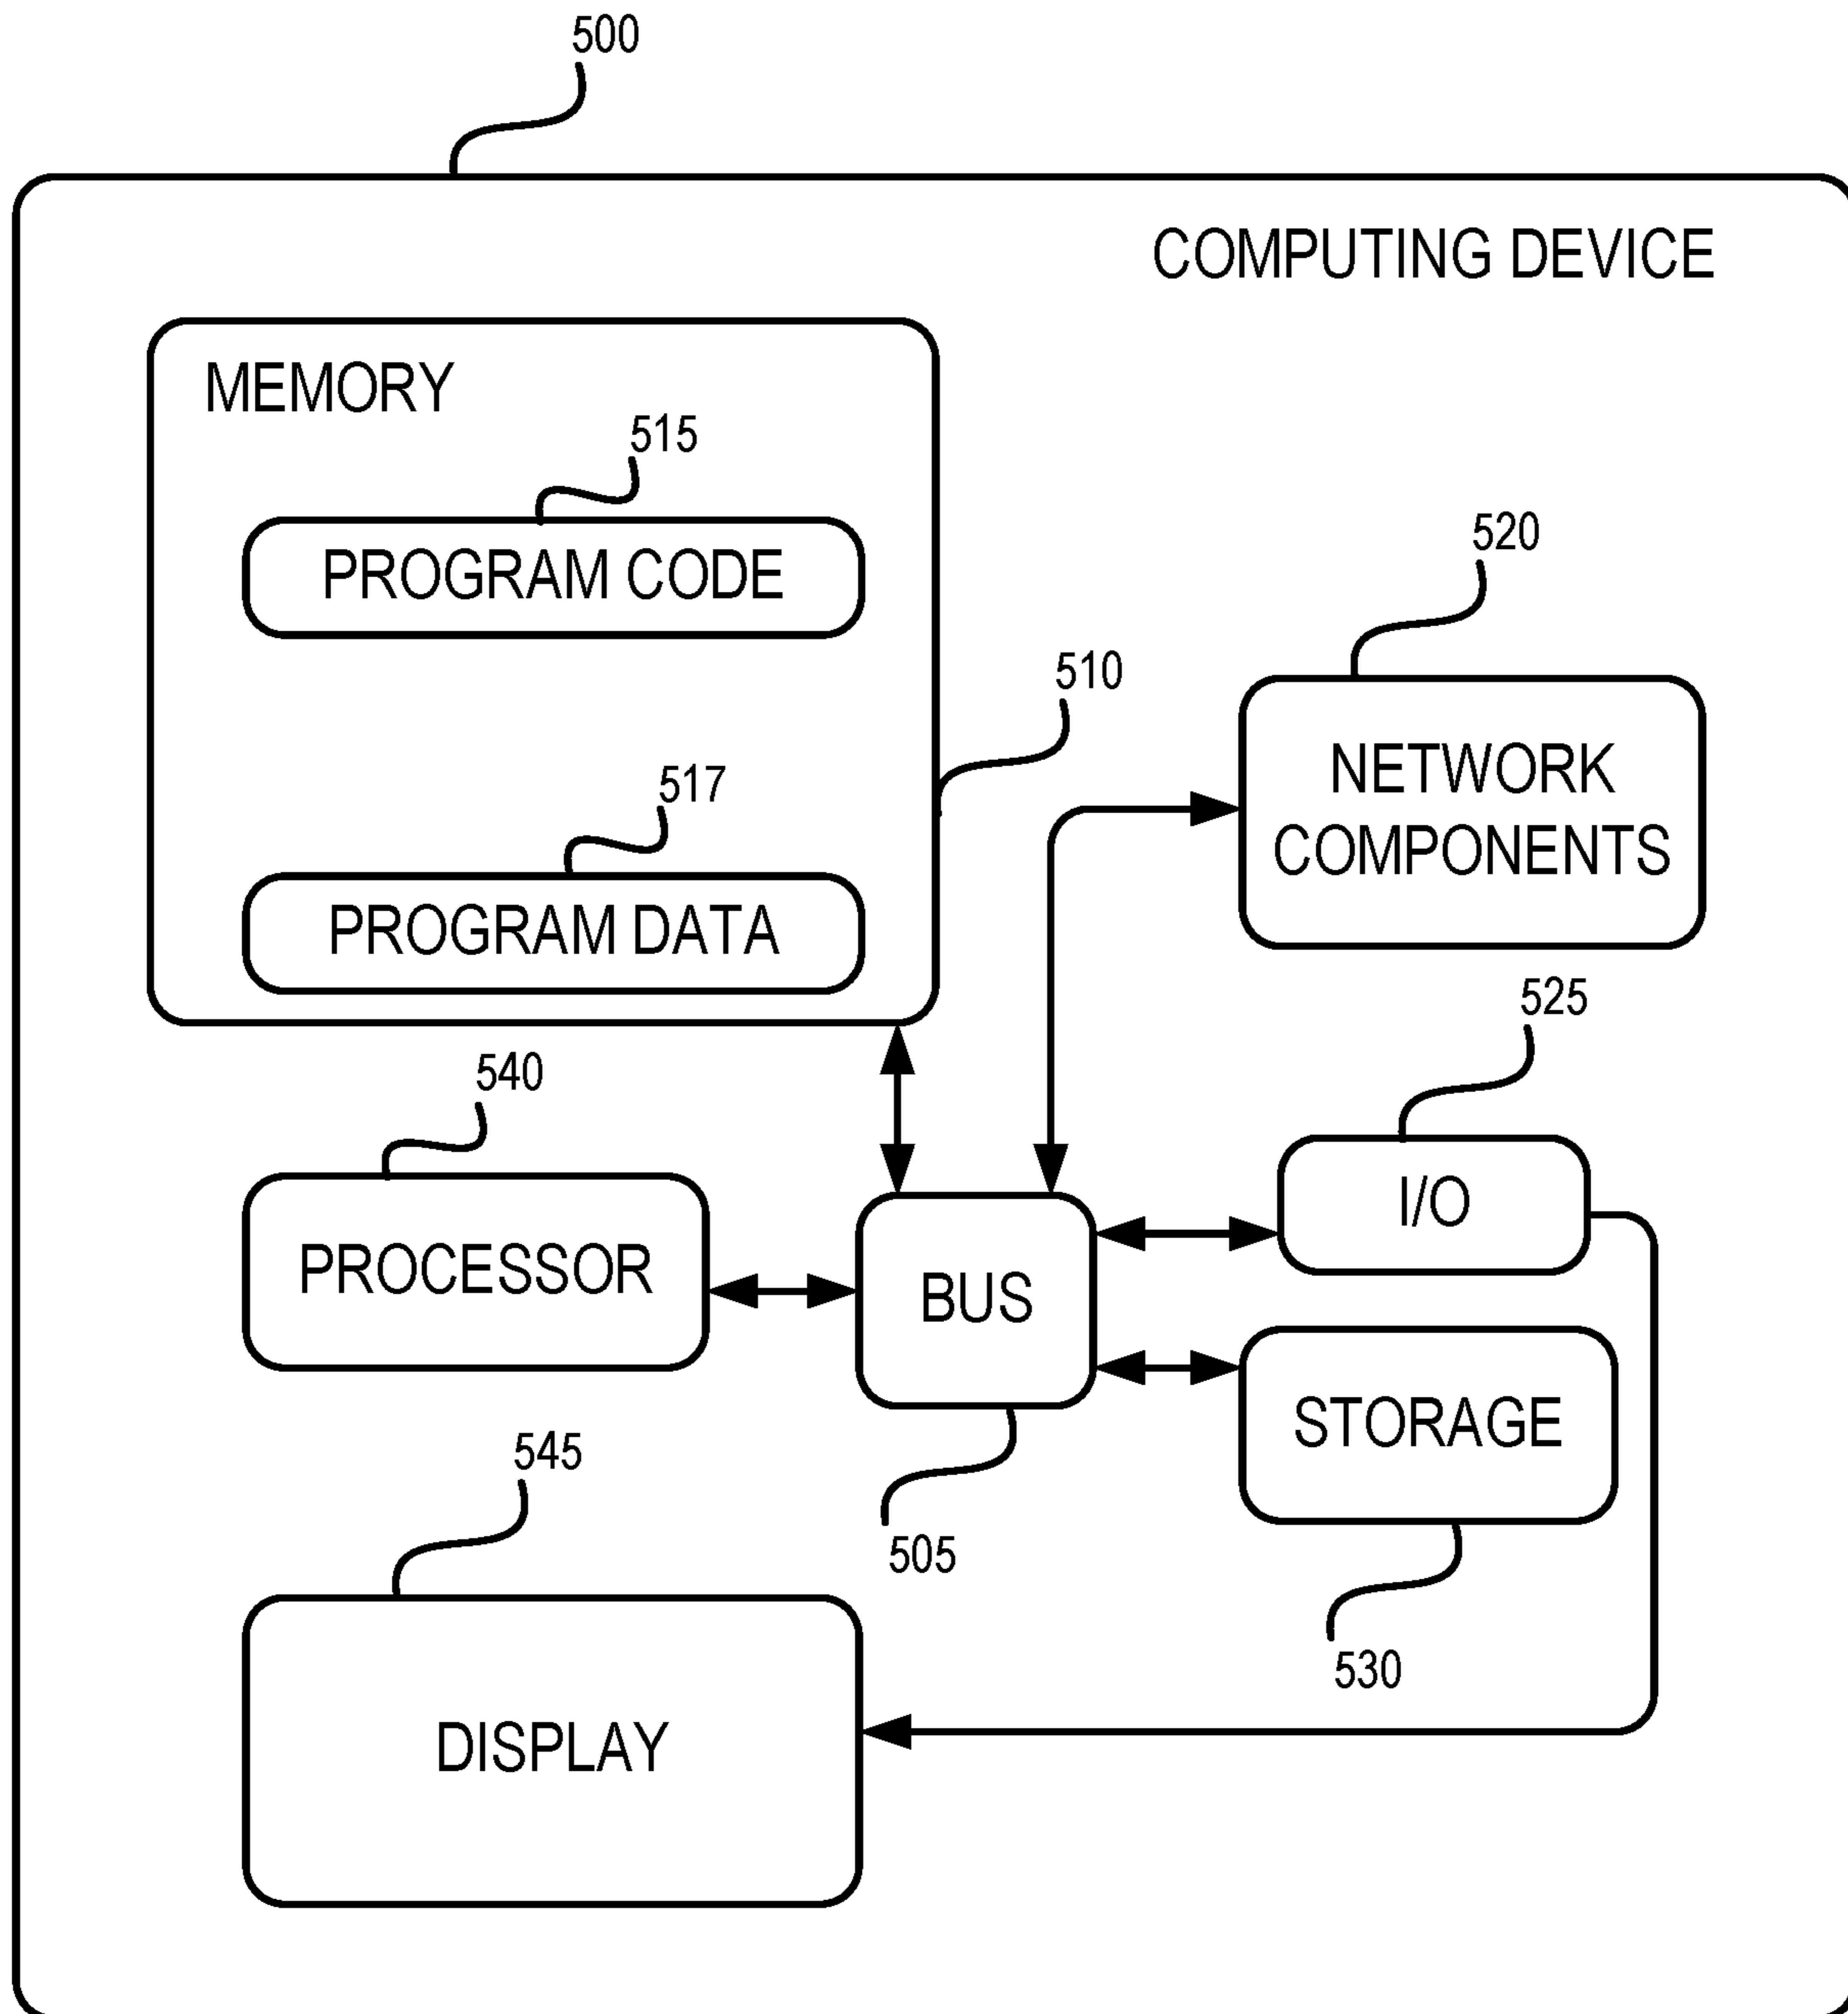 500
COMPUTING DEVICE
MEMORY
515
PROGRAM CODE
510
517
PROGRAM DATA
520
NETWORK
COMPONENTS
525
I/O
540
PROCESSOR
BUS
505
STORAGE
530
545
DISPLAY